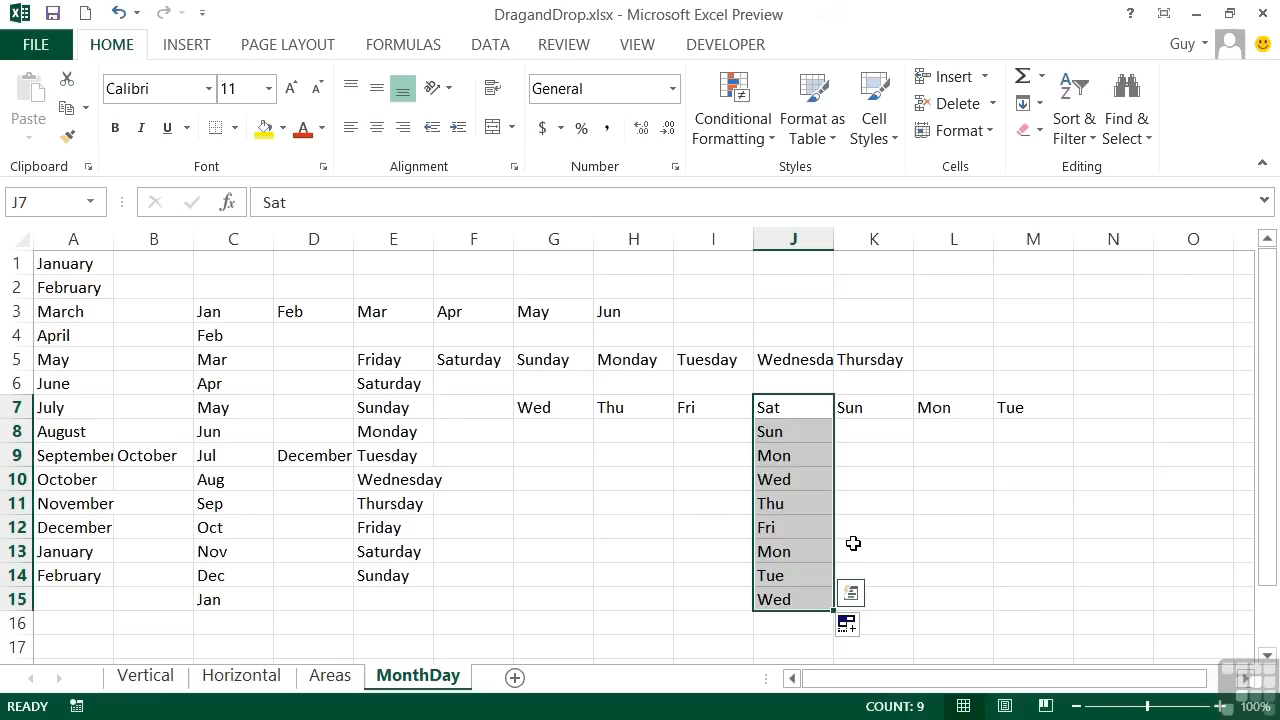 DragandDrop.xlsx - Microsoft Excel Preview
?
FILE HOME INSERT PAGE LAYOUT FORMULAS DATA REVIEW VIEW DEVELOPER Guy
Calibri 11 General Insert
Paste Conditional Format as Cell Delete Sort & Find &
B I U A $ % , Formatting Table Styles Format Filter Select
Clipboard Font Alignment Number Styles Cells Editing
J7 fx Sat
A B C D E F G H I J K L M N O
1 January
2 February
3 March Jan Feb Mar Apr May Jun
4 April Feb
5 May Mar Friday Saturday Sunday Monday Tuesday Wednesda Thursday
6 June Apr Saturday
7 July May Sunday Wed Thu Fri Sat Sun Mon Tue
8 August Jun Monday Sun
9 September October Jul December Tuesday Mon
10 October Aug Wednesday Wed
11 November Sep Thursday Thu
12 December Oct Friday Fri
13 January Nov Saturday Mon
14 February Dec Sunday Tue
15 Jan Wed
16
17
Vertical Horizontal Areas MonthDay
READY COUNT: 9 100%